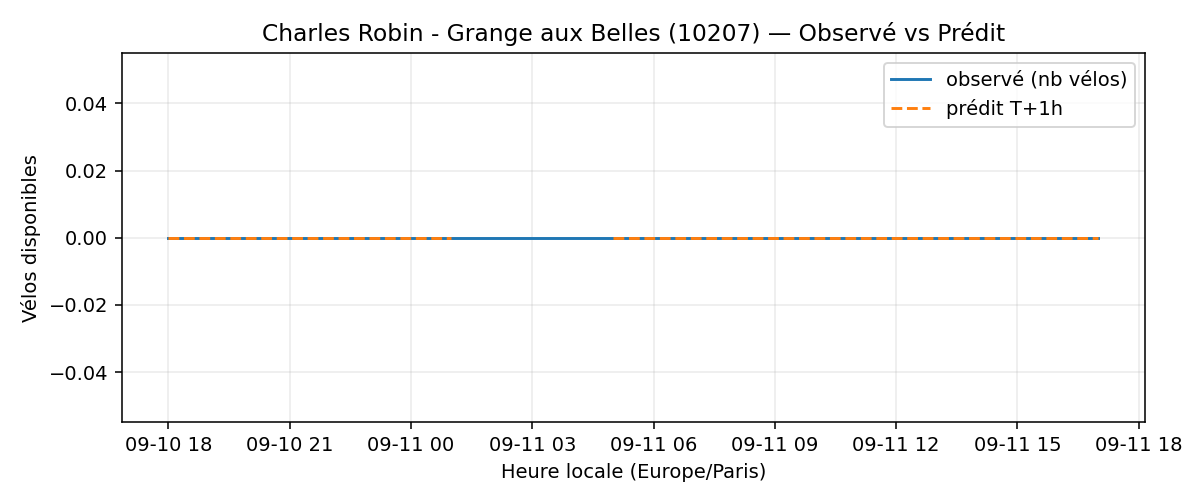 Charles Robin - Grange aux Belles (10207) — Observé vs Prédit
observé (nb vélos)
prédit T+1h
Vélos disponibles
0.04
0.02
0.00
−0.02
−0.04
09-10 18 09-10 21 09-11 00 09-11 03 09-11 06 09-11 09 09-11 12 09-11 15 09-11 18
Heure locale (Europe/Paris)